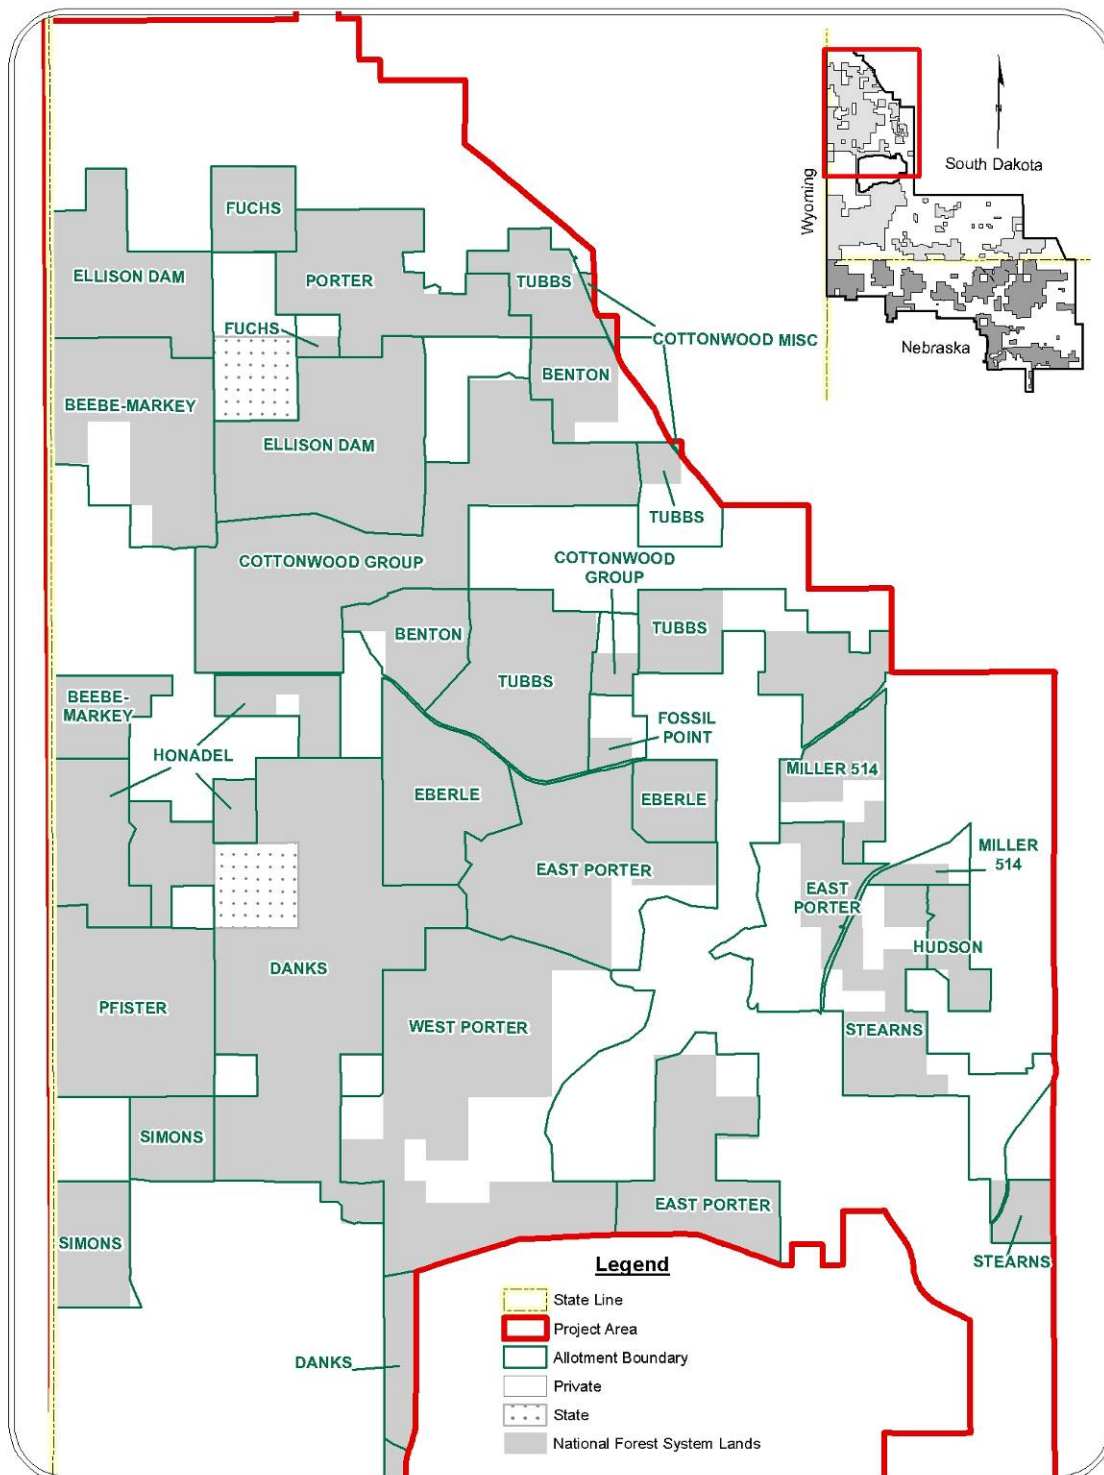 South Dakota
Wyoming
Nebraska
N
FUCHS
ELLISON DAM
PORTER
TUBBS
FUCHS
COTTONWOOD MISC
BENTON
BEEBE-MARKEY
ELLISON DAM
TUBBS
COTTONWOOD GROUP
COTTONWOOD
GROUP
BENTON
TUBBS
TUBBS
BEEBE-
MARKEY
HONADEL
FOSSIL
POINT
MILLER 514
EBERLE
EBERLE
MILLER
514
EAST PORTER
EAST
PORTER
HUDSON
DANKS
PFISTER
WEST PORTER
STEARNS
SIMONS
EAST PORTER
SIMONS
STEARNS
DANKS
Legend
State Line
Project Area
Allotment Boundary
Private
State
National Forest System Lands